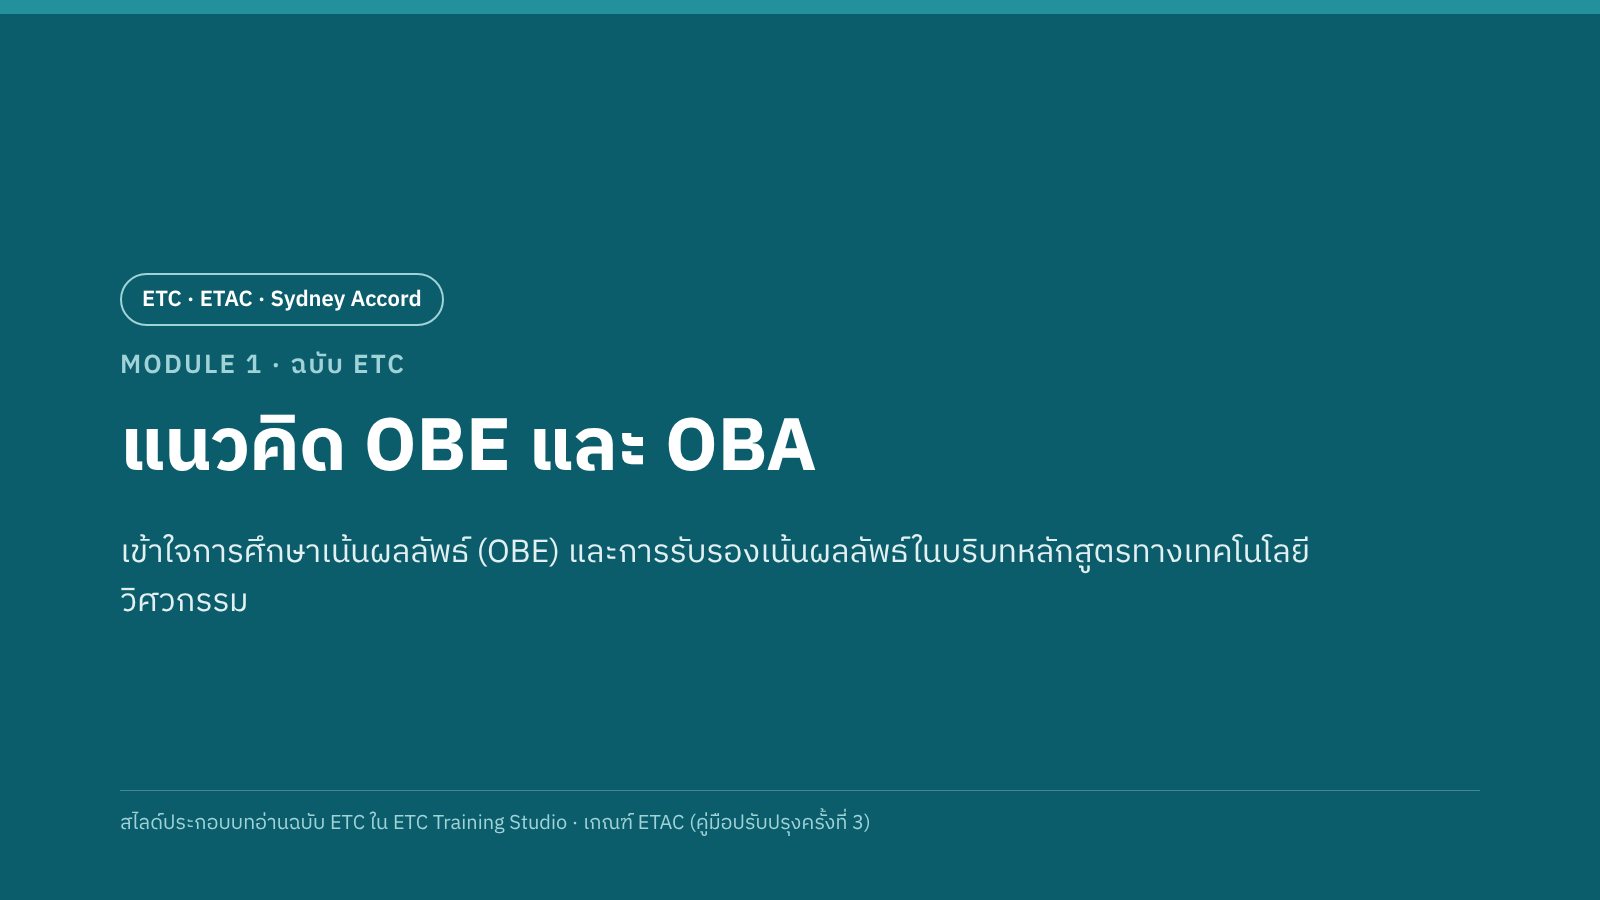 ETC · ETAC · Sydney Accord
MODULE 1 · ฉบับ ETC
แนวคิด OBE และ OBA
เข้าใจการศึกษาเน้นผลลัพธ์ (OBE) และการรับรองเน้นผลลัพธ์ในบริบทหลักสูตรทางเทคโนโลยี
วิศวกรรม
สไลด์ประกอบบทอ่านฉบับ ETC ใน ETC Training Studio · เกณฑ์ ETAC (คู่มือปรับปรุงครั้งที่ 3)